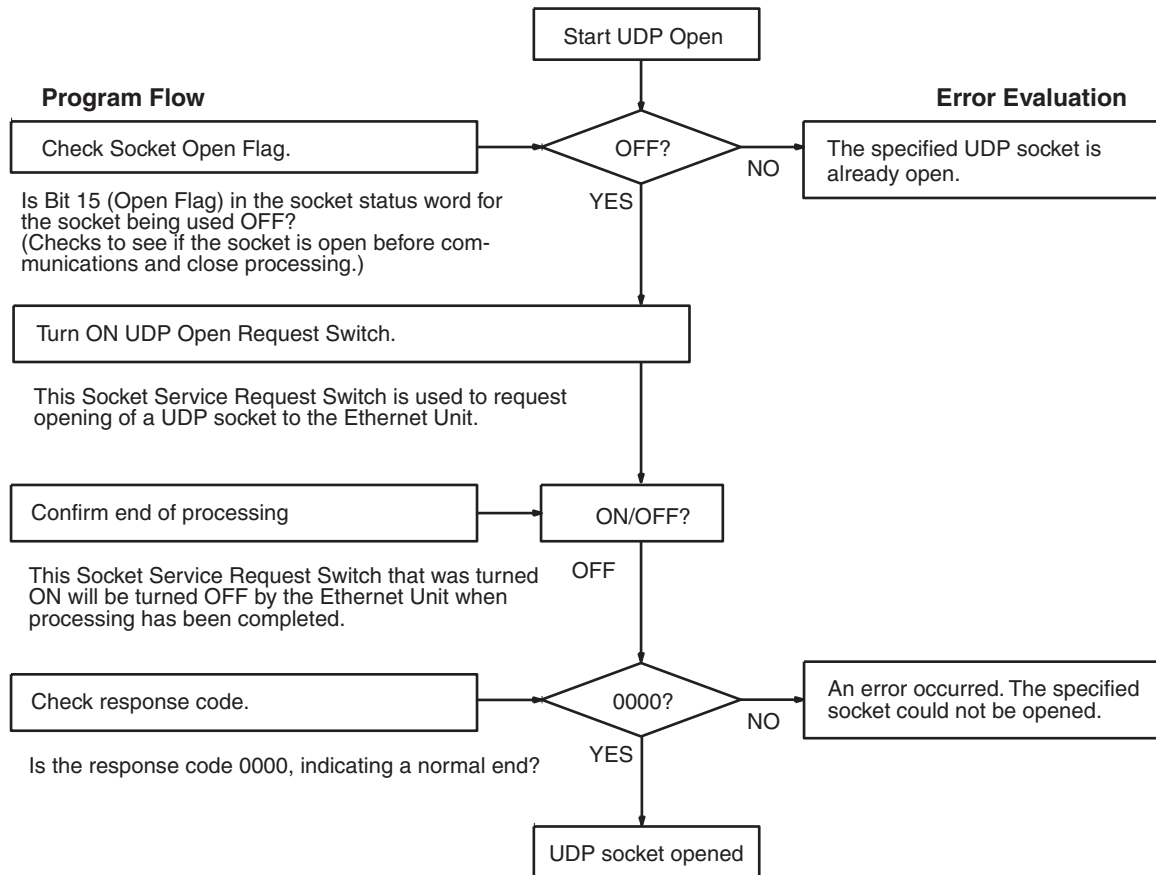 Start UDP Open
Program Flow
Error Evaluation
Check Socket Open Flag.
OFF?
NO
The specified UDP socket is
already open.
YES
Is Bit 15 (Open Flag) in the socket status word for
the socket being used OFF?
(Checks to see if the socket is open before com-
munications and close processing.)
Turn ON UDP Open Request Switch.
This Socket Service Request Switch is used to request
opening of a UDP socket to the Ethernet Unit.
Confirm end of processing
ON/OFF?
OFF
This Socket Service Request Switch that was turned
ON will be turned OFF by the Ethernet Unit when
processing has been completed.
Check response code.
0000?
NO
An error occurred. The specified
socket could not be opened.
YES
Is the response code 0000, indicating a normal end?
UDP socket opened